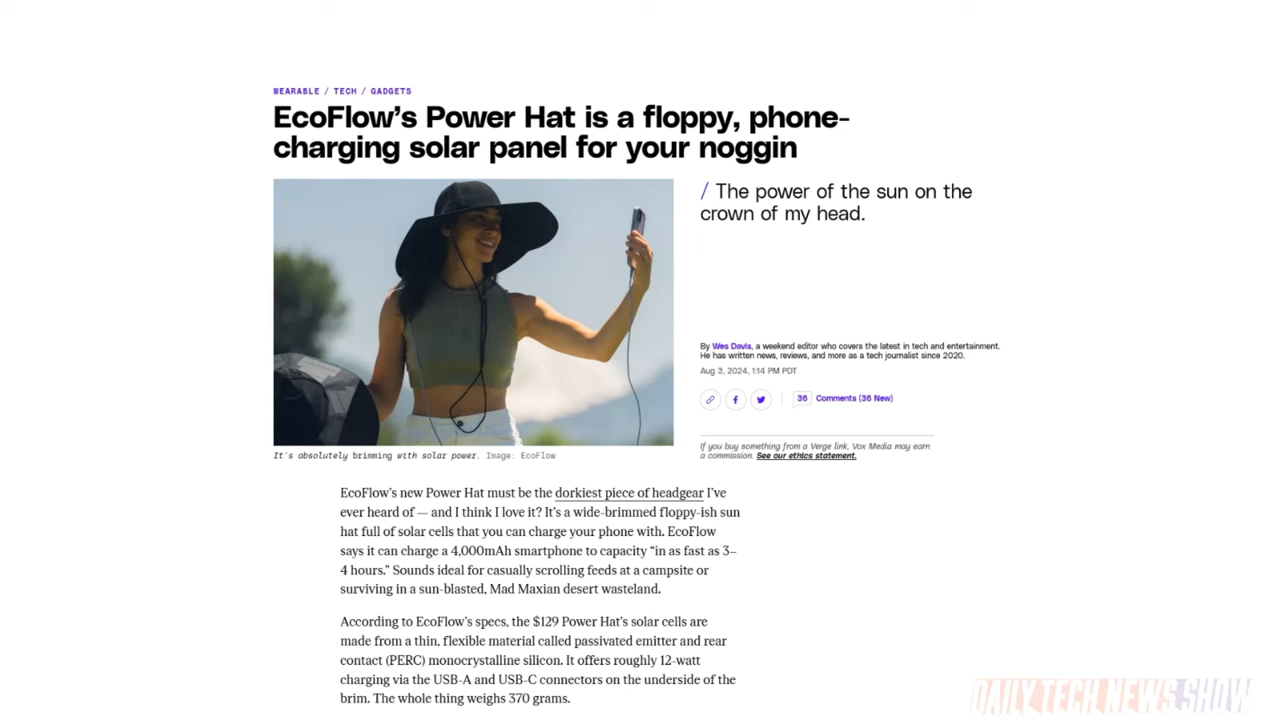 WEARABLE / TECH / GADGETS
EcoFlow's Power Hat is a floppy, phone-
charging solar panel for your noggin
/ The power of the sun on the
crown of my head.
By Wes Davis, a weekend editor who covers the latest in tech and entertainment.
He has written news, reviews, and more as a tech journalist since 2020.
Aug 3, 2024, 1:14 PM PDT
36 Comments (36 New)
If you buy something from a Verge link, Vox Media may earn
a commission. See our ethics statement.
It's absolutely brimming with solar power. Image: EcoFlow
EcoFlow's new Power Hat must be the dorkiest piece of headgear I've
ever heard of — and I think I love it? It's a wide-brimmed floppy-ish sun
hat full of solar cells that you can charge your phone with. EcoFlow
says it can charge a 4,000mAh smartphone to capacity "in as fast as 3–
4 hours." Sounds ideal for casually scrolling feeds at a campsite or
surviving in a sun-blasted, Mad Maxian desert wasteland.
According to EcoFlow's specs, the $129 Power Hat's solar cells are
made from a thin, flexible material called passivated emitter and rear
contact (PERC) monocrystalline silicon. It offers roughly 12-watt
charging via the USB-A and USB-C connectors on the underside of the
brim. The whole thing weighs 370 grams.
DAILY TECH NEWS SHOW